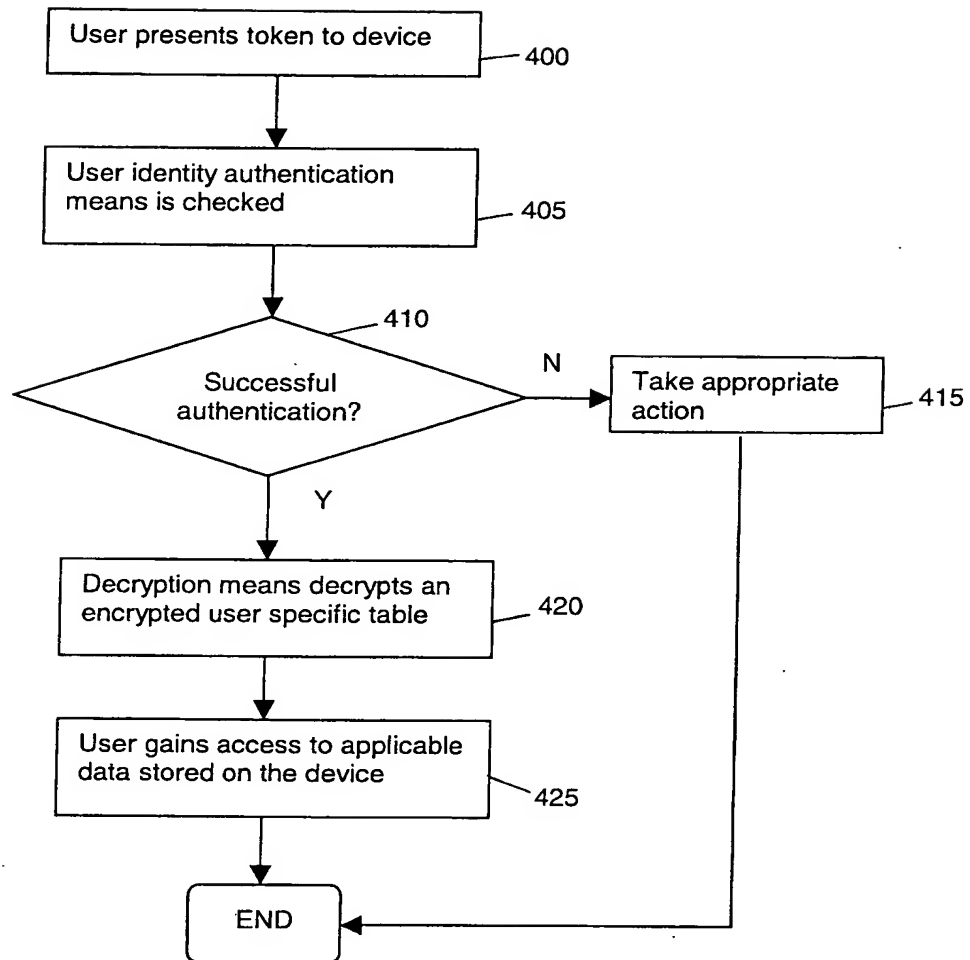 User presents token to device
400
User identity authentication
means is checked
405
410
Successful
authentication?
N
Take appropriate
action
415
Y
Decryption means decrypts an
encrypted user specific table
420
User gains access to applicable
data stored on the device
425
END